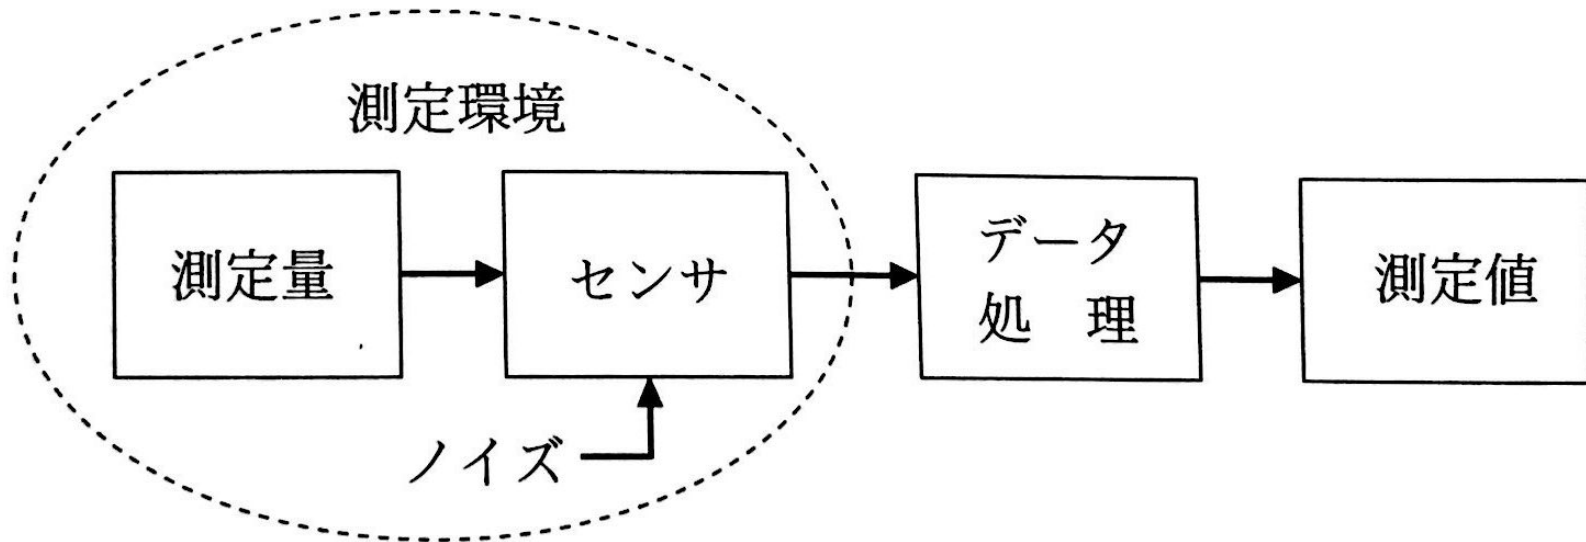 測定環境
測定量
センサ
データ
処 理
測定値
ノイズ